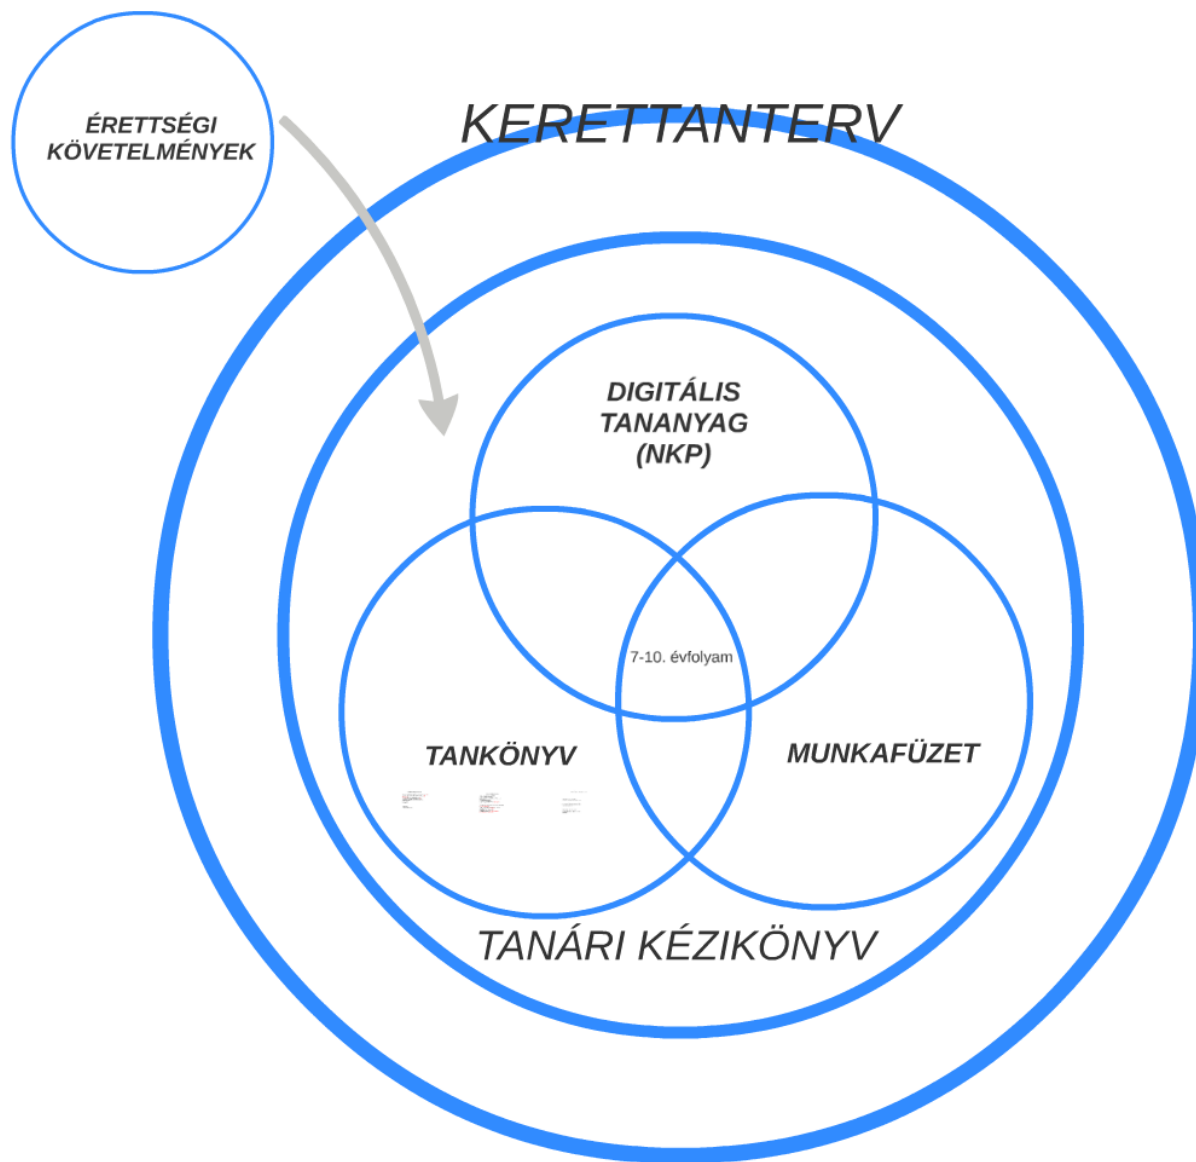 ÉRETTSÉGI
KÖVETELMÉNYEK
KERETTANTERV
DIGITÁLIS
TANANYAG
(NKP)
7-10. évfolyam
TANKÖNYV
MUNKAFÜZET
TANÁRI KÉZIKÖNYV